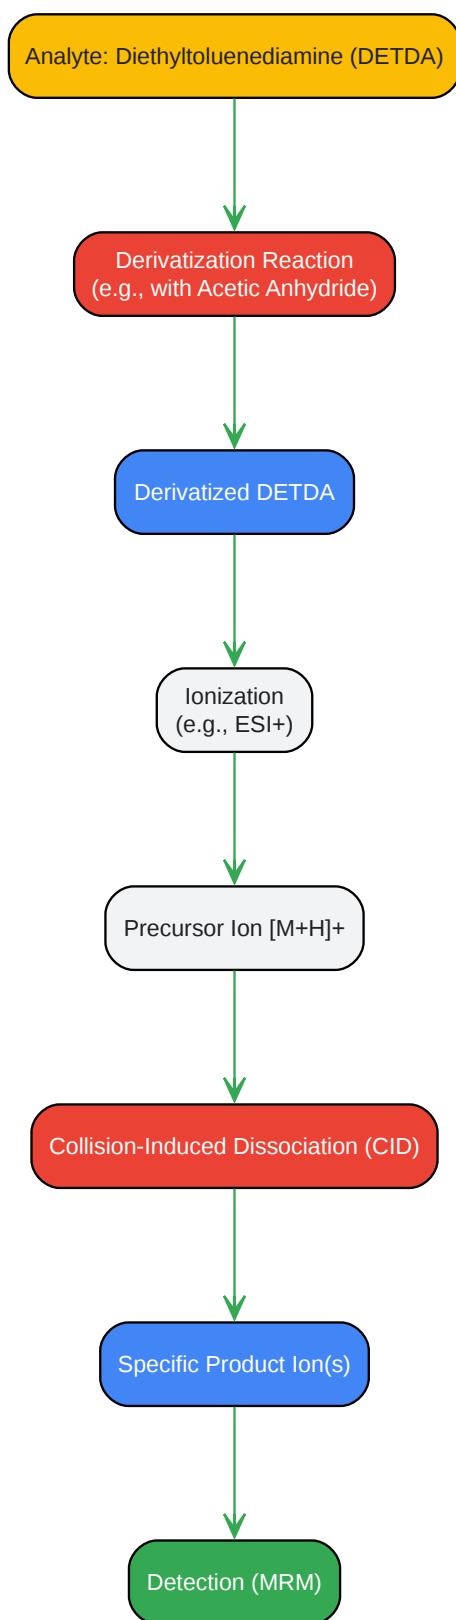 Analyte: Diethyltoluenediamine (DETDA)
Derivatization Reaction
(e.g., with Acetic Anhydride)
Derivatized DETDA
Ionization
(e.g., ESI+)
Precursor Ion [M+H]+
Collision-Induced Dissociation (CID)
Specific Product Ion(s)
Detection (MRM)